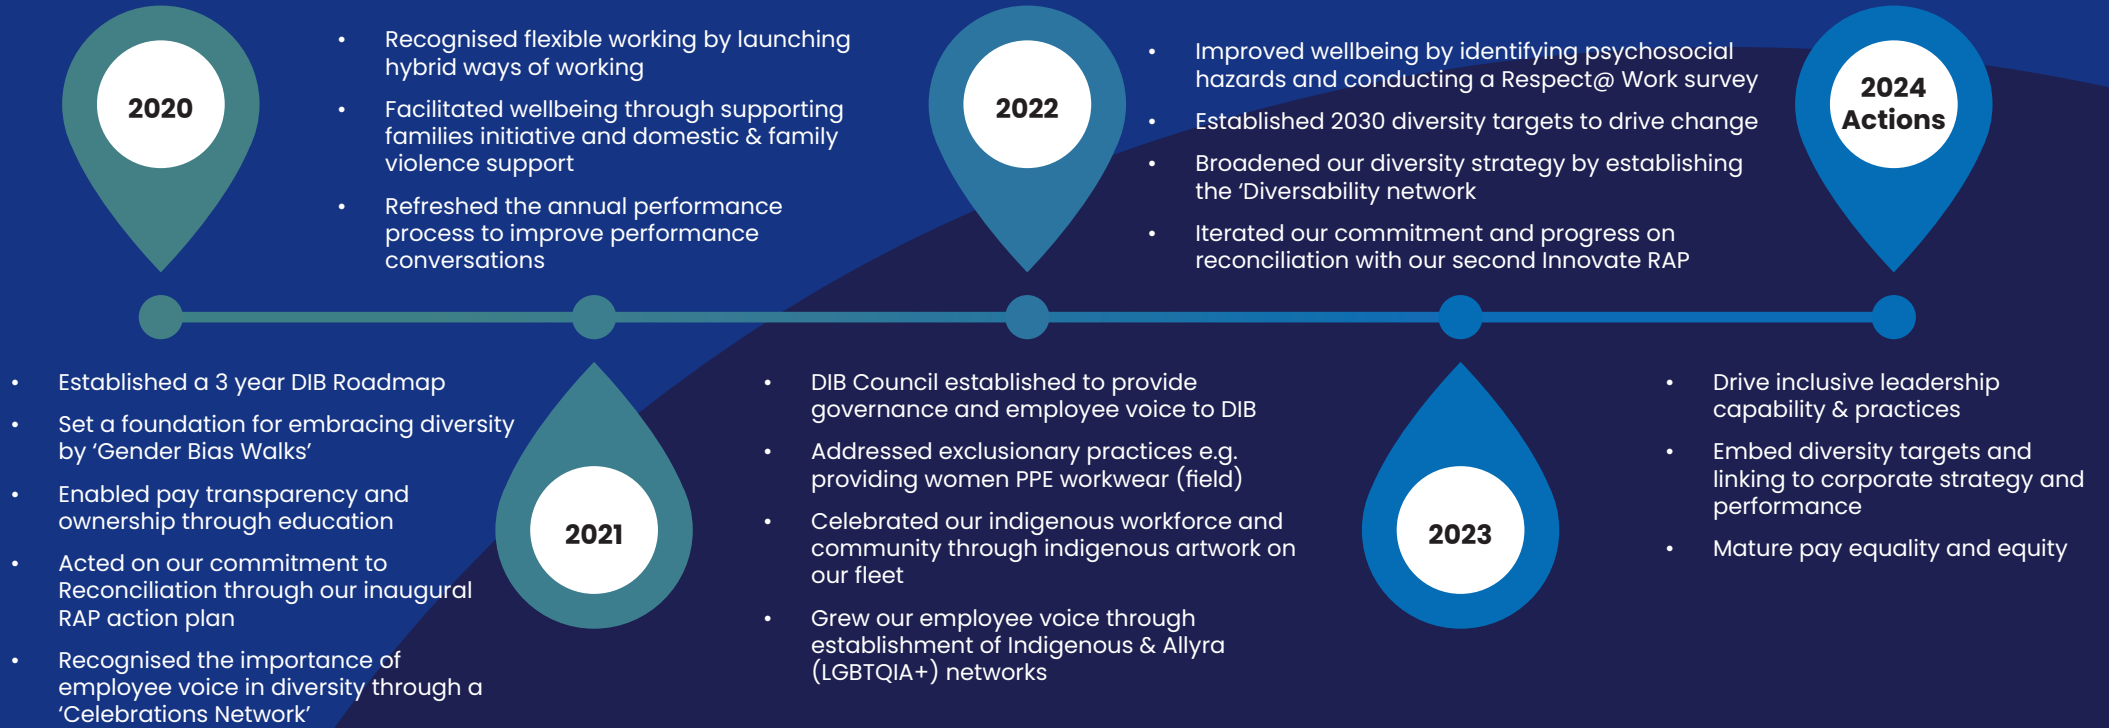 2020
• Established a 3 year DIB Roadmap
• Set a foundation for embracing diversity
by ‘Gender Bias Walks’
• Enabled pay transparency and
ownership through education
• Acted on our commitment to
Reconciliation through our inaugural
RAP action plan
• Recognised the importance of
employee voice in diversity through a
‘Celebrations Network’
• Recognised flexible working by launching
hybrid ways of working
• Facilitated wellbeing through supporting
families initiative and domestic & family
violence support
• Refreshed the annual performance
process to improve performance
conversations
2021
2022
• DIB Council established to provide
governance and employee voice to DIB
• Addressed exclusionary practices e.g.
providing women PPE workwear (field)
• Celebrated our indigenous workforce and
community through indigenous artwork on
our fleet
• Grew our employee voice through
establishment of Indigenous & Allyra
(LGBTQIA+) networks
• Improved wellbeing by identifying psychosocial
hazards and conducting a Respect@ Work survey
• Established 2030 diversity targets to drive change
• Broadened our diversity strategy by establishing
the ‘Diversability network
• Iterated our commitment and progress on
reconciliation with our second Innovate RAP
2023
2024
Actions
• Drive inclusive leadership
capability & practices
• Embed diversity targets and
linking to corporate strategy and
performance
• Mature pay equality and equity